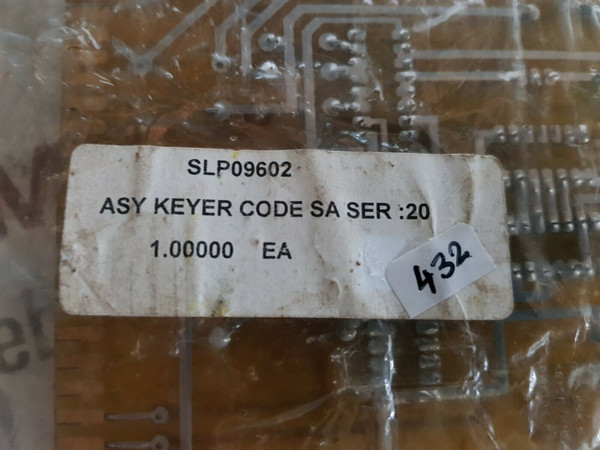 SLP09602
ASY KEYER CODE SA SER :20
1.00000 EA
432